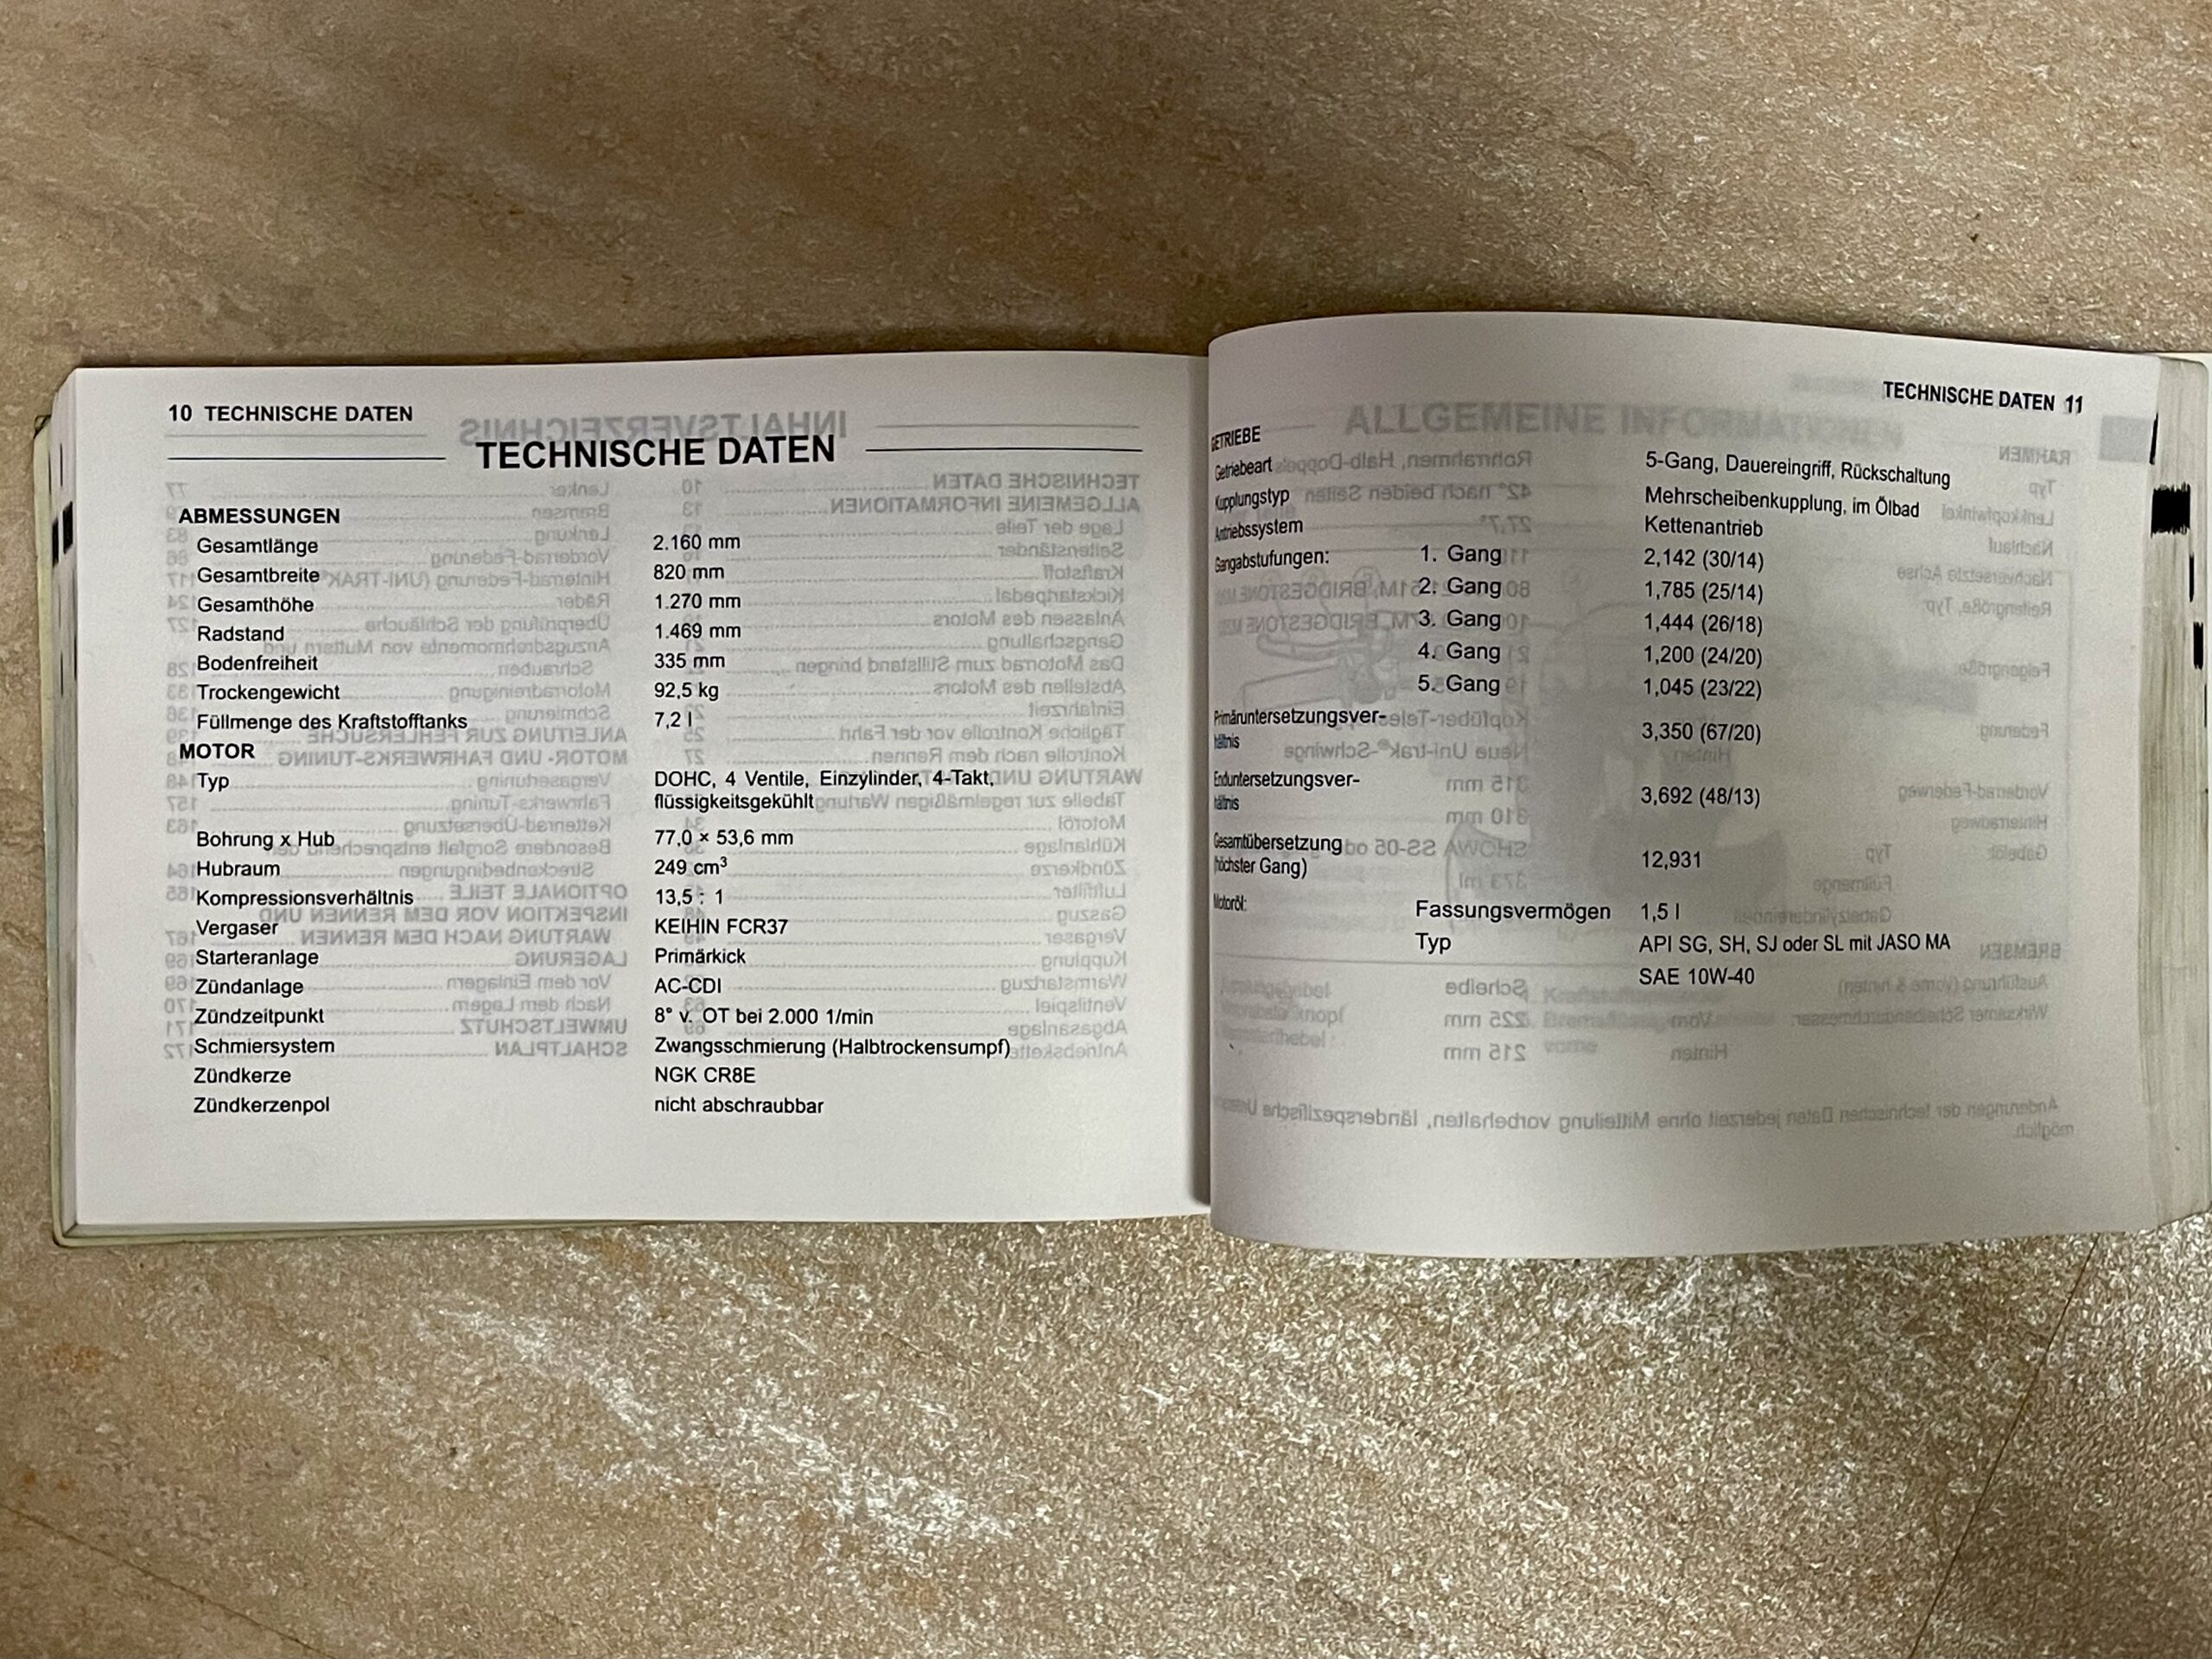 10 TECHNISCHE DATEN
TECHNISCHE DATEN
ABMESSUNGEN
Gesamtlänge 2.160 mm
Gesamtbreite 820 mm
Gesamthöhe 1.270 mm
Radstand 1.469 mm
Bodenfreiheit 335 mm
Trockengewicht 92,5 kg
Füllmenge des Kraftstofftanks 7,2 l
MOTOR
Typ DOHC, 4 Ventile, Einzylinder, 4-Takt,
flüssigkeitsgekühlt
Bohrung x Hub 77,0 × 53,6 mm
Hubraum 249 cm³
Kompressionsverhältnis 13,5 : 1
Vergaser KEIHIN FCR37
Starteranlage Primärkick
Zündanlage AC-CDI
Zündzeitpunkt 8° v. OT bei 2.000 1/min
Schmiersystem Zwangsschmierung (Halbtrockensumpf)
Zündkerze NGK CR8E
Zündkerzenpol nicht abschraubbar
TECHNISCHE DATEN 11
GETRIEBE
Getriebeart 5-Gang, Dauereingriff, Rückschaltung
Kupplungstyp Mehrscheibenkupplung, im Ölbad
Antriebssystem Kettenantrieb
Gangabstufungen: 1. Gang 2,142 (30/14)
2. Gang 1,785 (25/14)
3. Gang 1,444 (26/18)
4. Gang 1,200 (24/20)
5. Gang 1,045 (23/22)
Primäruntersetzungsver-
hältnis 3,350 (67/20)
Enduntersetzungsver-
hältnis 3,692 (48/13)
Gesamtübersetzung
(höchster Gang) 12,931
Motoröl: Fassungsvermögen 1,5 l
Typ API SG, SH, SJ oder SL mit JASO MA
SAE 10W-40